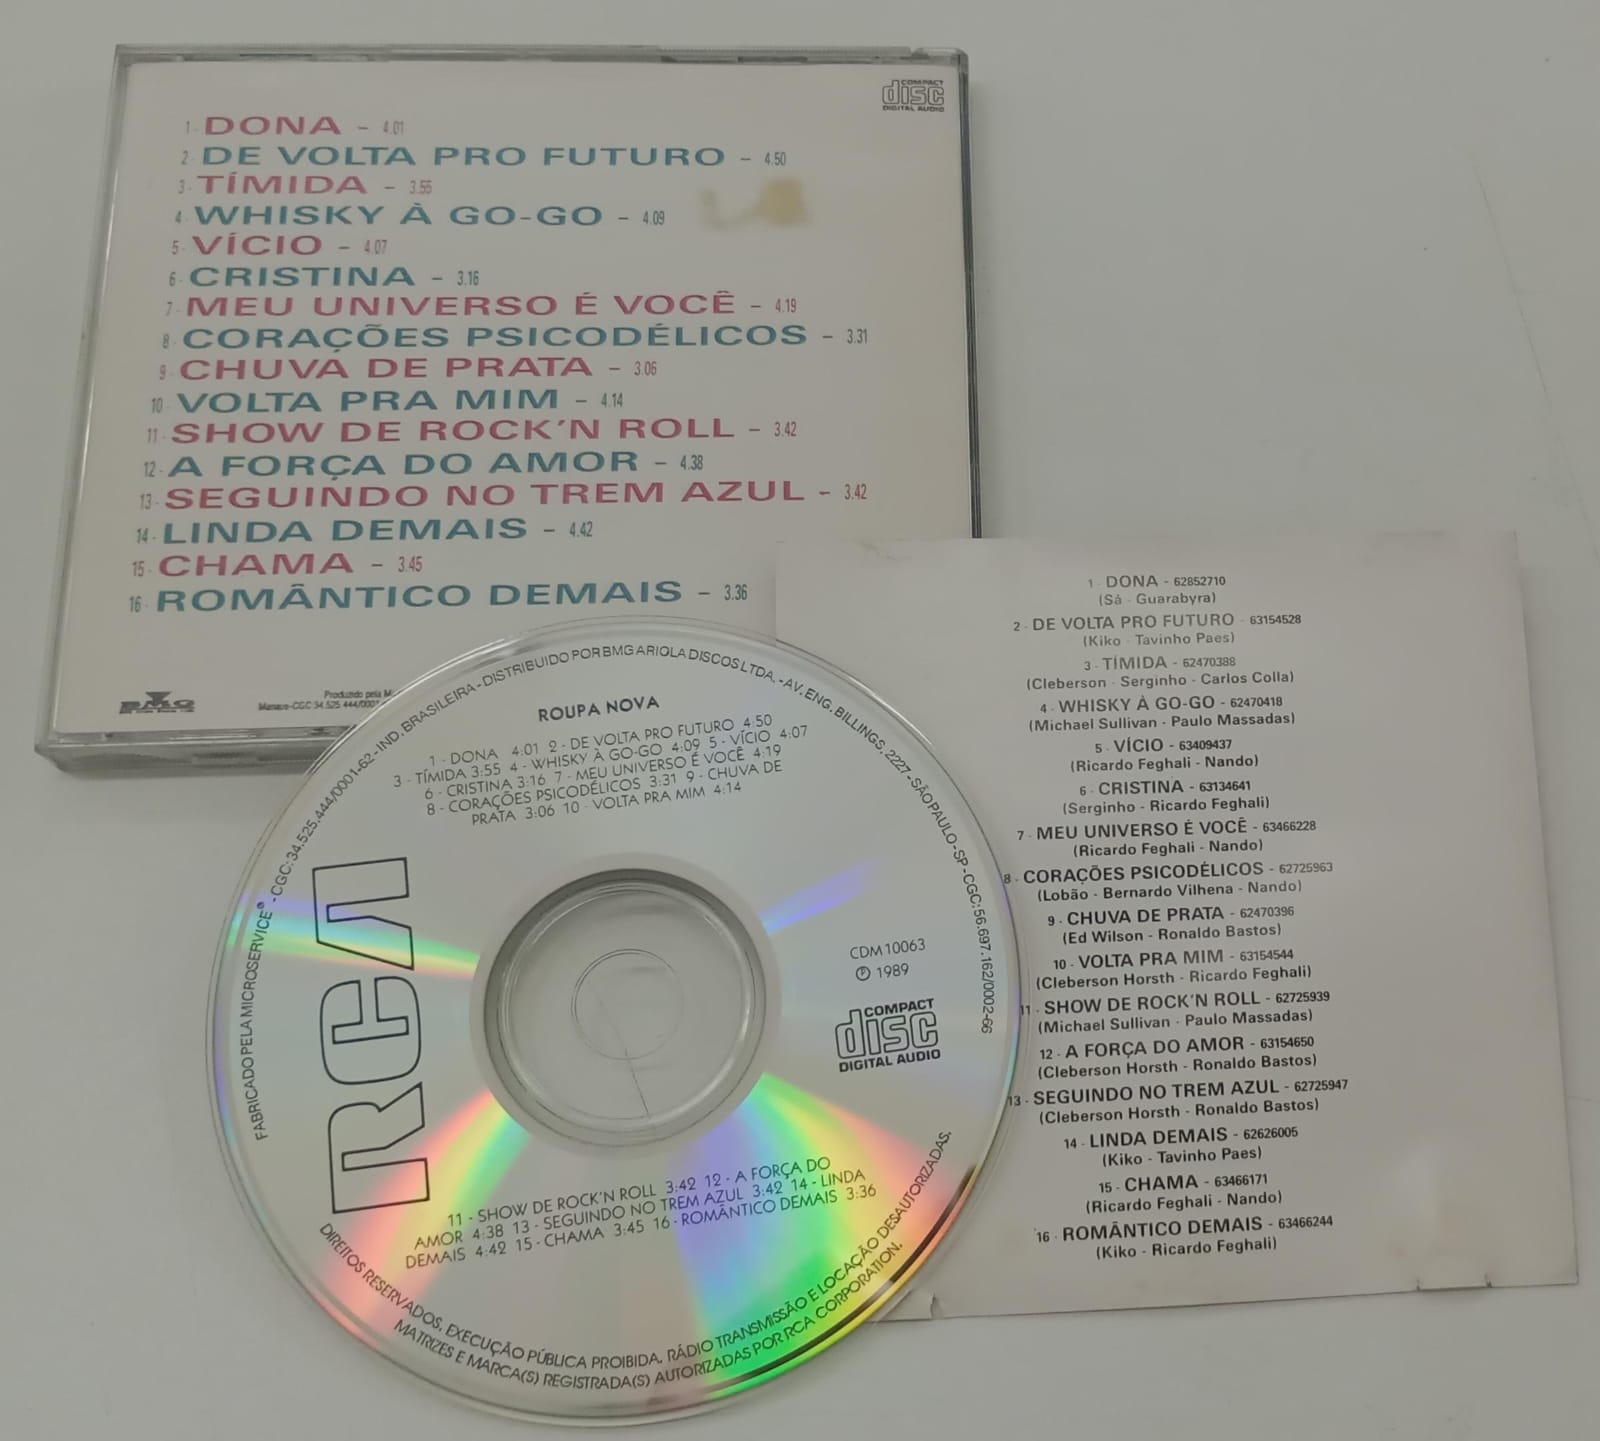 COMPACT
disc
DIGITAL AUDIO
1 - DONA - 4.01
2 - DE VOLTA PRO FUTURO - 4.50
3 - TÍMIDA - 3.55
4 - WHISKY À GO-GO - 4.09
5 - VÍCIO - 4.07
6 - CRISTINA - 3.16
7 - MEU UNIVERSO É VOCÊ - 4.19
8 - CORAÇÕES PSICODÉLICOS - 3.31
9 - CHUVA DE PRATA - 3.06
10 - VOLTA PRA MIM - 4.14
11 - SHOW DE ROCK'N ROLL - 3.42
12 - A FORÇA DO AMOR - 4.38
13 - SEGUINDO NO TREM AZUL - 3.42
14 - LINDA DEMAIS - 4.42
15 - CHAMA - 3.45
16 - ROMÂNTICO DEMAIS - 3.36
BMG
Produzido pela
Manaus-CGC 34.525.444/0001
FABRICADO PELA MICROSERVICE® - CGC: 34.525.444/0001-62 - IND. BRASILEIRA - DISTRIBUIDO POR BMG ARIOLA DISCOS LTDA. - AV. ENG. BILLINGS, 2227 - SÃO PAULO - SP - CGC: 56.697.162/0002-66
ROUPA NOVA
1 - DONA 4:01 2 - DE VOLTA PRO FUTURO 4:50
3 - TÍMIDA 3:55 4 - WHISKY À GO-GO 4:09 5 - VÍCIO 4:07
6 - CRISTINA 3:16 7 - MEU UNIVERSO É VOCÊ 4:19
8 - CORAÇÕES PSICODÉLICOS 3:31 9 - CHUVA DE
PRATA 3:06 10 - VOLTA PRA MIM 4:14
RCA
CDM 10063
℗ 1989
COMPACT
disc
DIGITAL AUDIO
11 - SHOW DE ROCK'N ROLL 3:42 12 - A FORÇA DO
AMOR 4:38 13 - SEGUINDO NO TREM AZUL 3:42 14 - LINDA
DEMAIS 4:42 15 - CHAMA 3:45 16 - ROMÂNTICO DEMAIS 3:36
DIREITOS RESERVADOS. EXECUÇÃO PÚBLICA PROIBIDA. RÁDIO TRANSMISSÃO E LOCAÇÃO DESAUTORIZADAS.
MATRIZES E MARCA(S) REGISTRADA(S) AUTORIZADAS POR RCA CORPORATION.
1 - DONA - 62852710
(Sá - Guarabyra)
2 - DE VOLTA PRO FUTURO - 63154528
(Kiko - Tavinho Paes)
3 - TÍMIDA - 62470388
(Cleberson - Serginho - Carlos Colla)
4 - WHISKY À GO-GO - 62470418
(Michael Sullivan - Paulo Massadas)
5 - VÍCIO - 63409437
(Ricardo Feghali - Nando)
6 - CRISTINA - 63134641
(Serginho - Ricardo Feghali)
7 - MEU UNIVERSO É VOCÊ - 63466228
(Ricardo Feghali - Nando)
8 - CORAÇÕES PSICODÉLICOS - 62725963
(Lobão - Bernardo Vilhena - Nando)
9 - CHUVA DE PRATA - 62470396
(Ed Wilson - Ronaldo Bastos)
10 - VOLTA PRA MIM - 63154544
(Cleberson Horsth - Ricardo Feghali)
11 - SHOW DE ROCK'N ROLL - 62725939
(Michael Sullivan - Paulo Massadas)
12 - A FORÇA DO AMOR - 63154650
(Cleberson Horsth - Ronaldo Bastos)
13 - SEGUINDO NO TREM AZUL - 62725947
(Cleberson Horsth - Ronaldo Bastos)
14 - LINDA DEMAIS - 62626005
(Kiko - Tavinho Paes)
15 - CHAMA - 63466171
(Ricardo Feghali - Nando)
16 - ROMÂNTICO DEMAIS - 63466244
(Kiko - Ricardo Feghali)